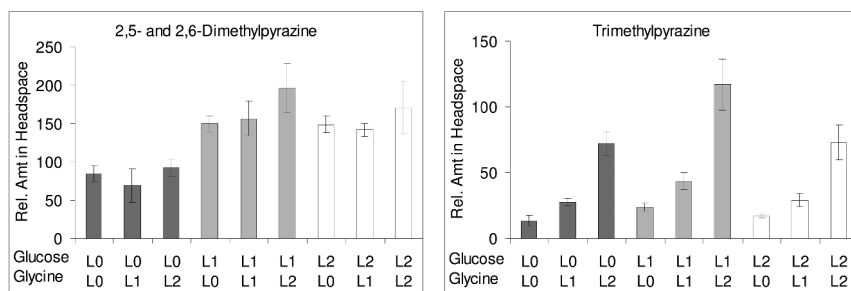 2,5- and 2,6-Dimethylpyrazine
Rel. Amt in Headspace
250
200
150
100
50
0
Glucose L0 L0 L0 L1 L1 L1 L2 L2 L2
Glycine L0 L1 L2 L0 L1 L2 L0 L1 L2
Trimethylpyrazine
Rel. Amt in Headspace
150
100
50
0
Glucose L0 L0 L0 L1 L1 L1 L2 L2 L2
Glycine L0 L1 L2 L0 L1 L2 L0 L1 L2